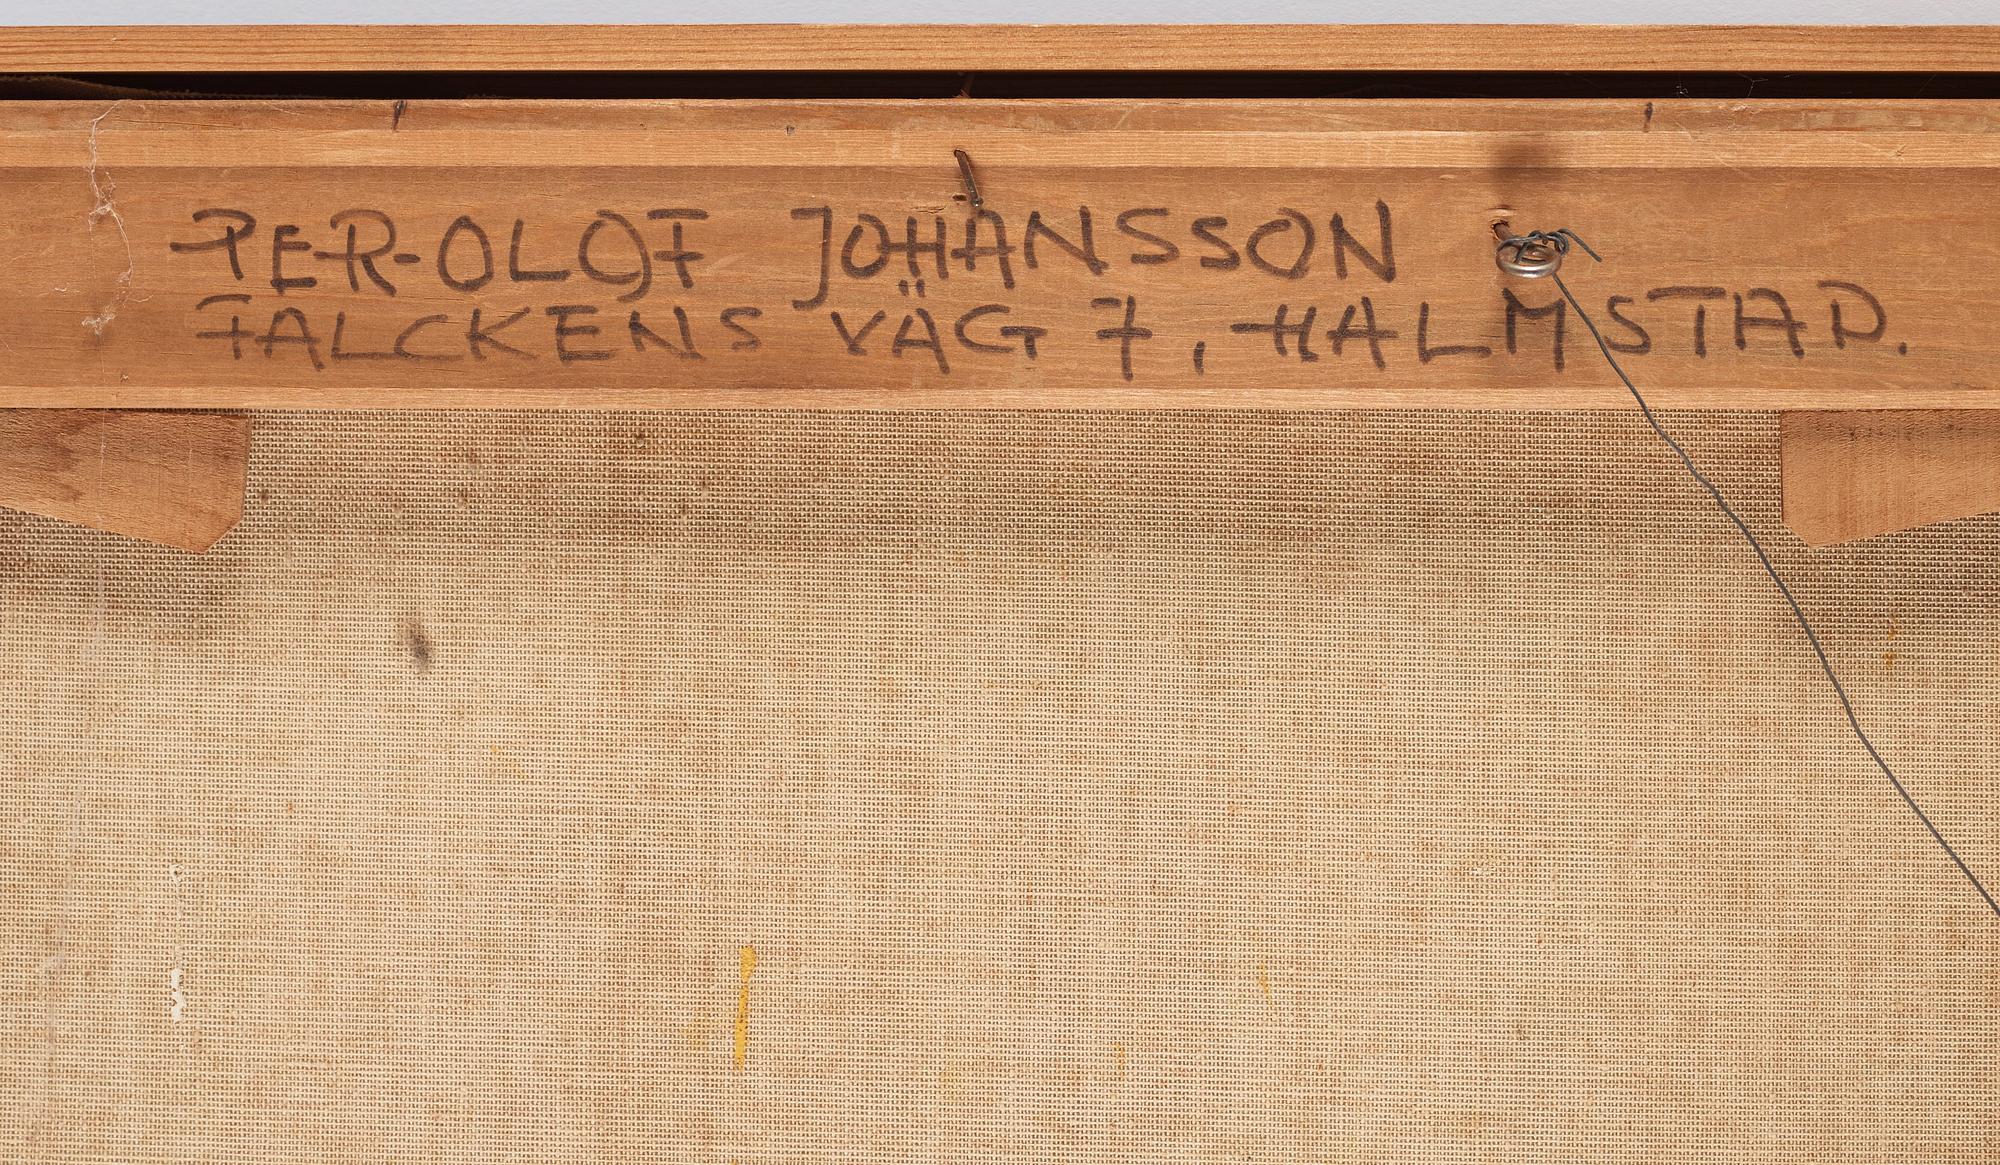 PER-OLOF JOHANSSON
FALCKENS VÄG 7, HALMSTAD.